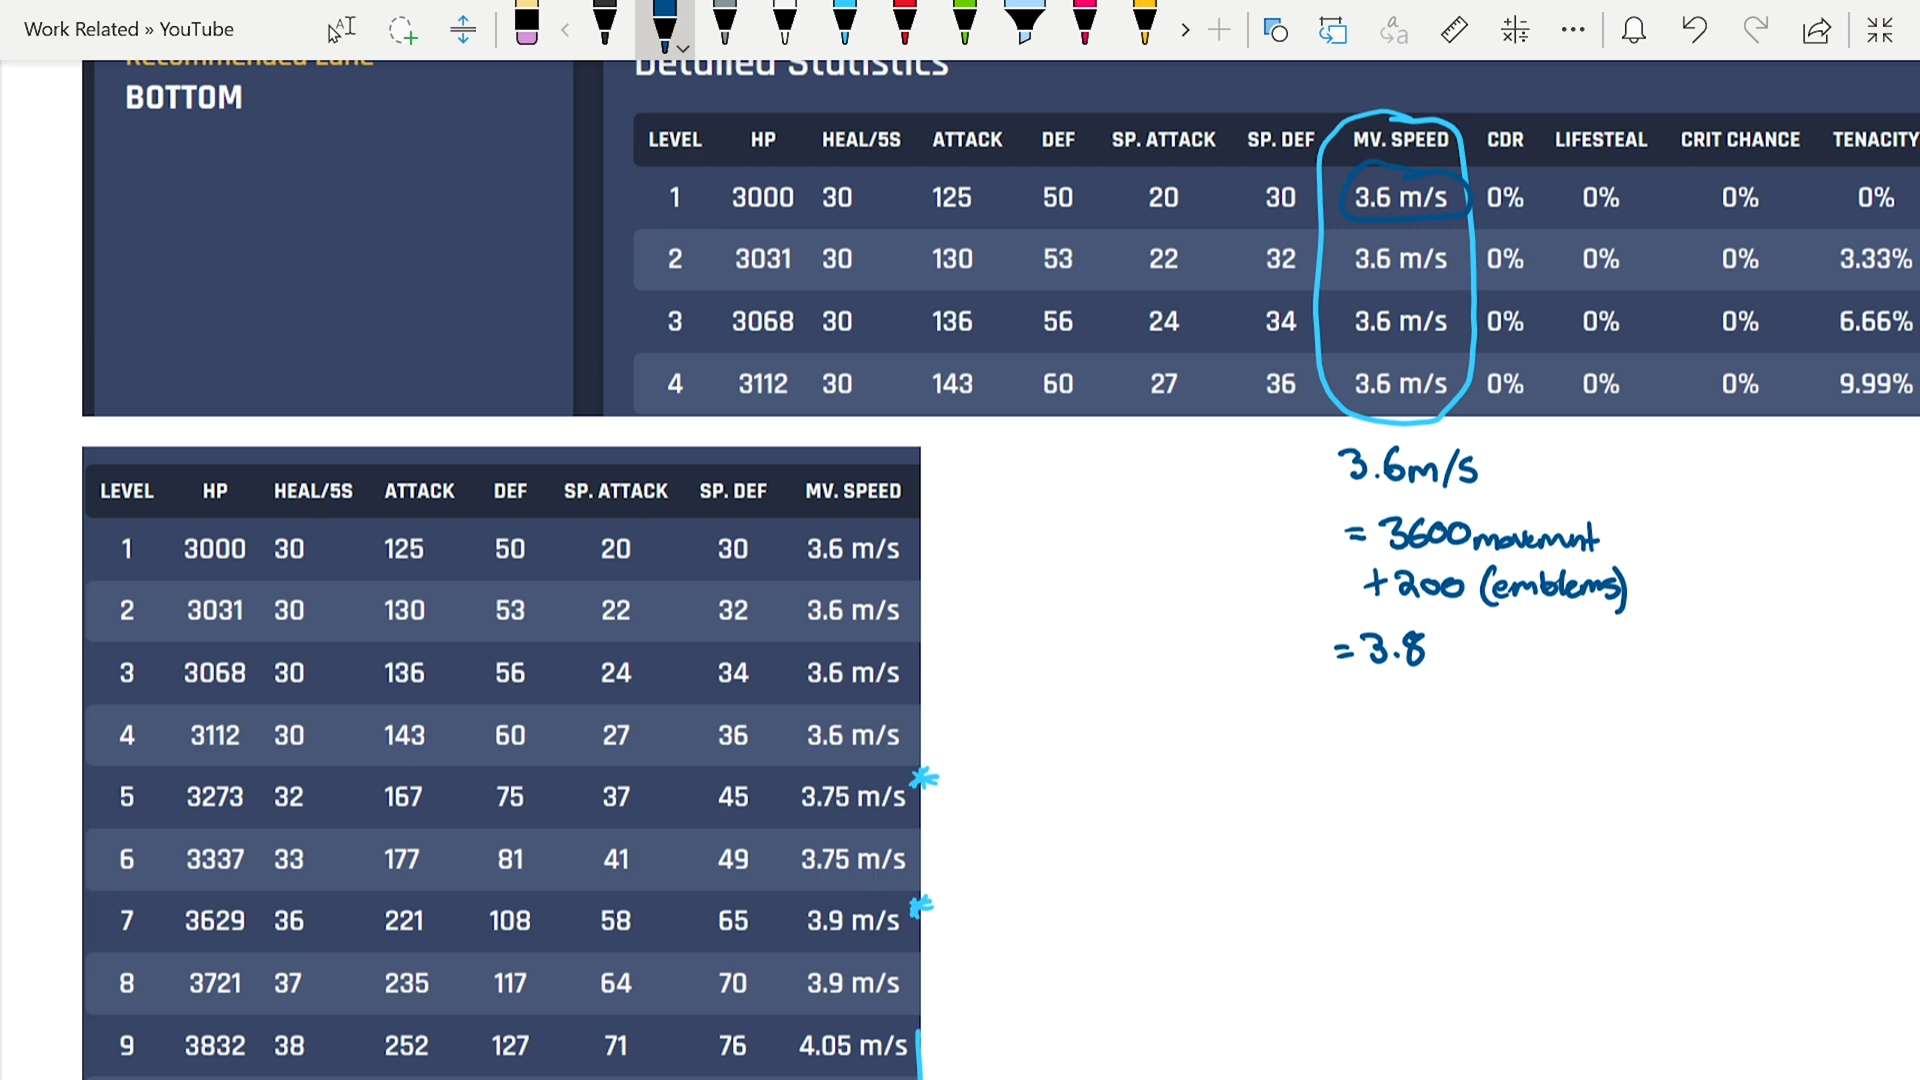 Work Related » YouTube
Recommended Lane
BOTTOM
Detailed Statistics
LEVEL HP HEAL/5S ATTACK DEF SP. ATTACK SP. DEF MV. SPEED CDR LIFESTEAL CRIT CHANCE TENACITY
1 3000 30 125 50 20 30 3.6 m/s 0% 0% 0% 0%
2 3031 30 130 53 22 32 3.6 m/s 0% 0% 0% 3.33%
3 3068 30 136 56 24 34 3.6 m/s 0% 0% 0% 6.66%
4 3112 30 143 60 27 36 3.6 m/s 0% 0% 0% 9.99%
3.6m/s
= 3600 movement
+200 (emblems)
= 3.8
LEVEL HP HEAL/5S ATTACK DEF SP. ATTACK SP. DEF MV. SPEED
1 3000 30 125 50 20 30 3.6 m/s
2 3031 30 130 53 22 32 3.6 m/s
3 3068 30 136 56 24 34 3.6 m/s
4 3112 30 143 60 27 36 3.6 m/s
5 3273 32 167 75 37 45 3.75 m/s *
6 3337 33 177 81 41 49 3.75 m/s
7 3629 36 221 108 58 65 3.9 m/s *
8 3721 37 235 117 64 70 3.9 m/s
9 3832 38 252 127 71 76 4.05 m/s